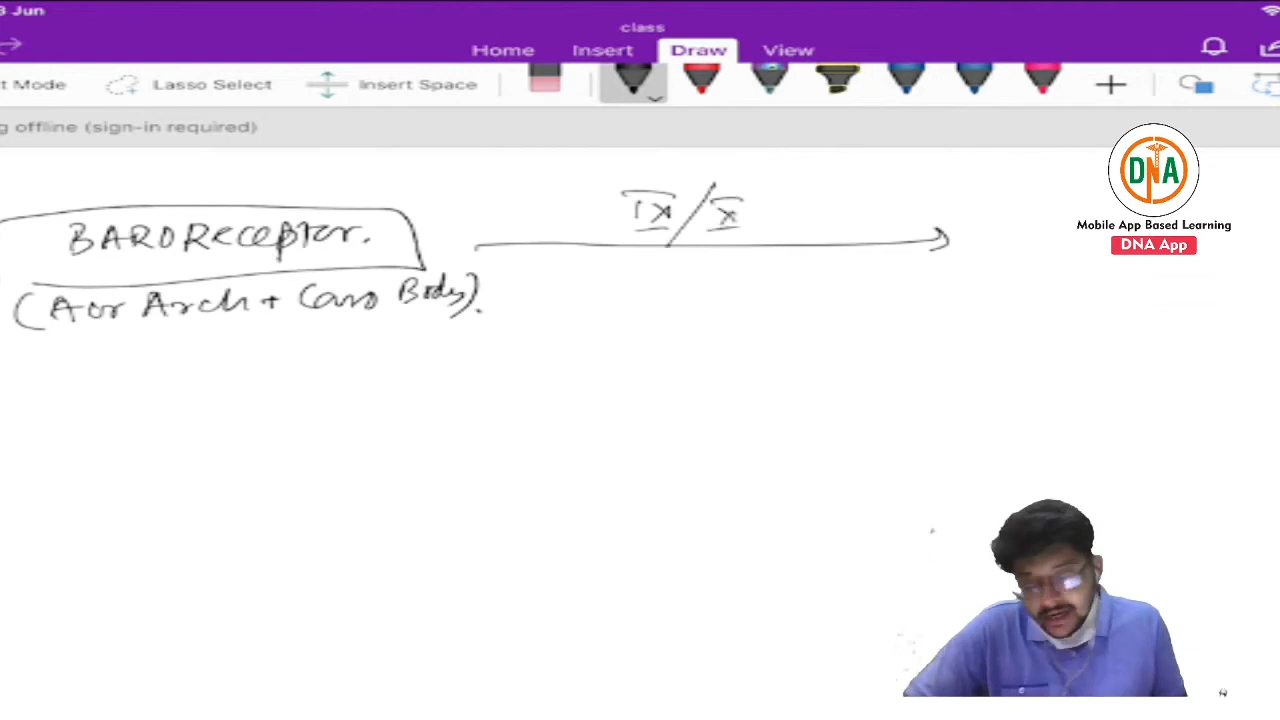 3 Jun
class
Home Insert Draw View
t Mode Lasso Select Insert Space
g offline (sign-in required)
DNA
Mobile App Based Learning
DNA App
IX/X
BAROReceptor.
(Aor Arch + Caro Body).